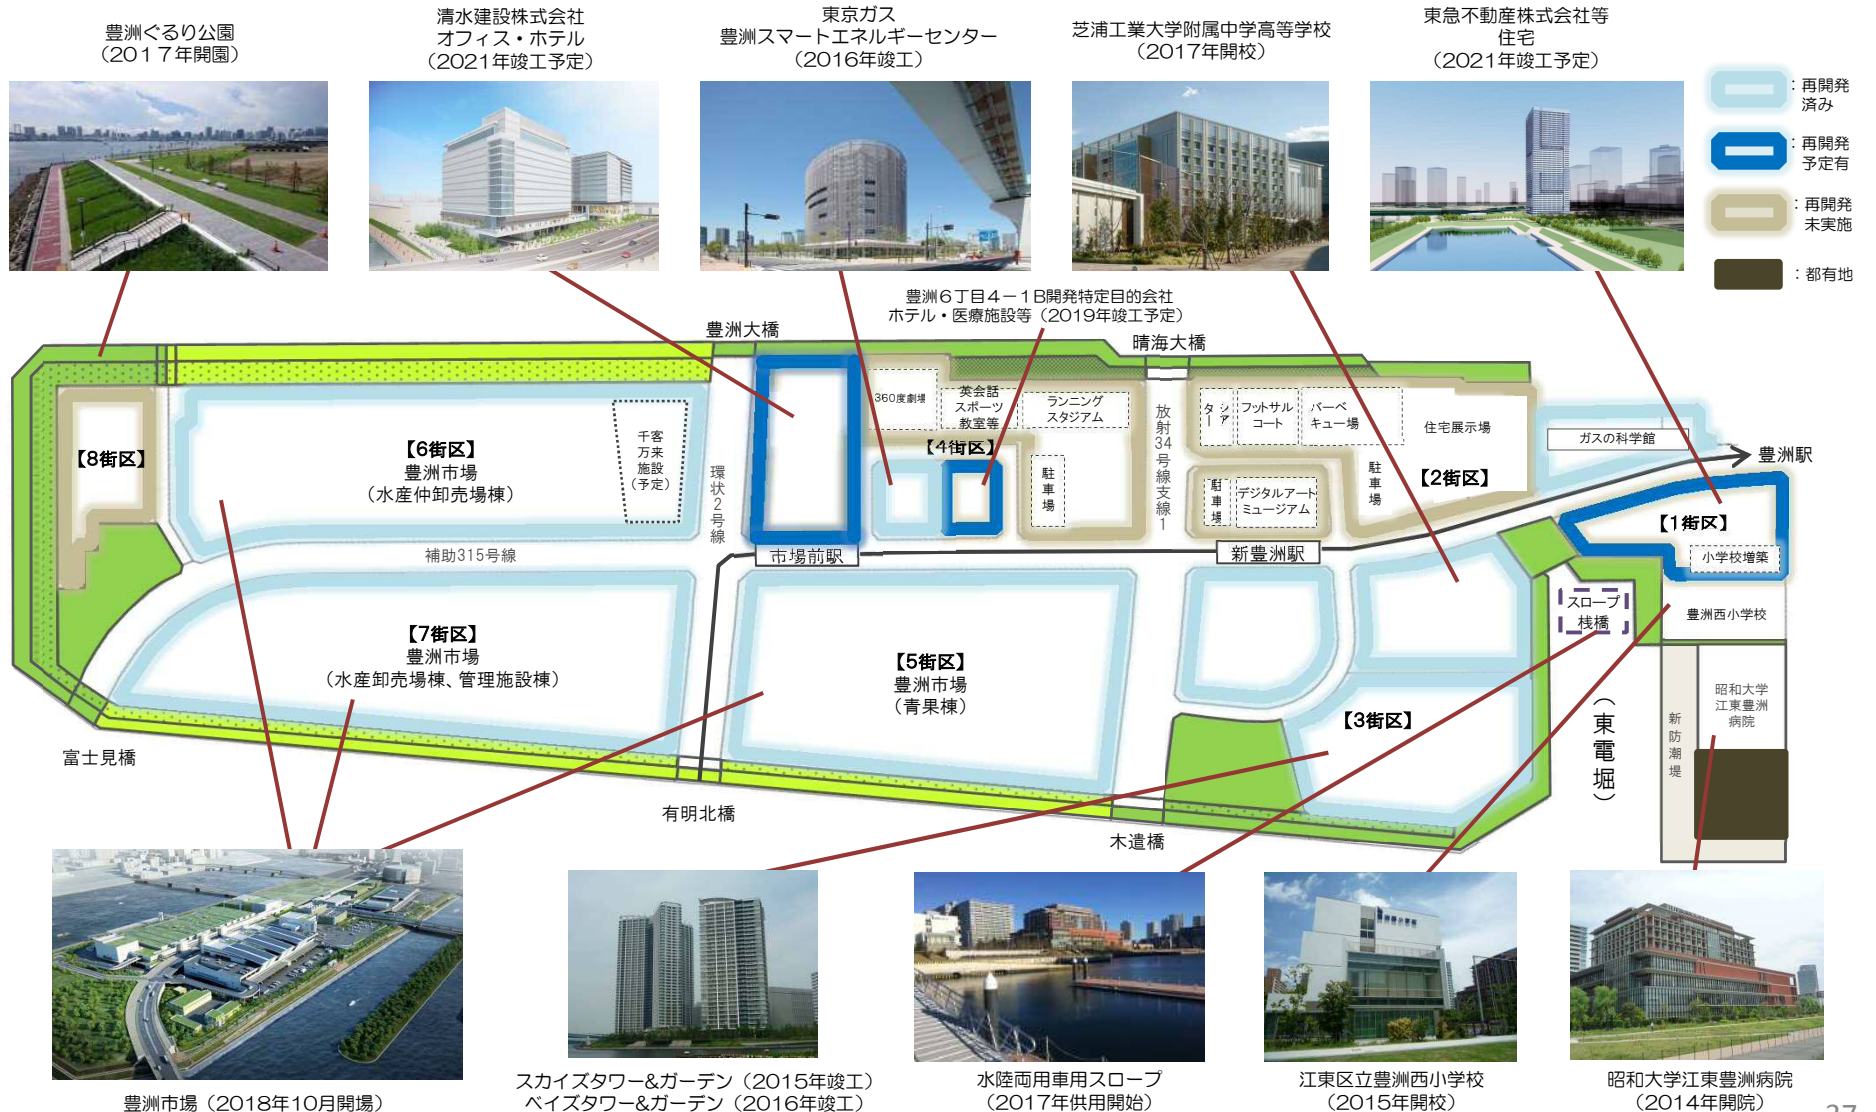 豊洲ぐるり公園
（2017年開園）
清水建設株式会社
オフィス・ホテル
（2021年竣工予定）
東京ガス
豊洲スマートエネルギーセンター
（2016年竣工）
芝浦工業大学附属中学高等学校
（2017年開校）
東急不動産株式会社等
住宅
（2021年竣工予定）
：再開発
済み
：再開発
予定有
：再開発
未実施
：都有地
豊洲6丁目4－1B開発特定目的会社
ホテル・医療施設等（2019年竣工予定）
豊洲大橋
晴海大橋
【8街区】
【6街区】
豊洲市場
（水産仲卸売場棟）
千客
万来
施設
（予定）
環状2号線
360度劇場
英会話
スポーツ
教室等
ランニング
スタジアム
【4街区】
駐車場
放射34号線支線1
シアター
フットサル
コート
バーベ
キュー場
住宅展示場
駐車場
デジタルアート
ミュージアム
駐車場
【2街区】
ガスの科学館
豊洲駅
【1街区】
小学校増築
補助315号線
市場前駅
新豊洲駅
スロープ
桟橋
豊洲西小学校
【7街区】
豊洲市場
（水産卸売場棟、管理施設棟）
【5街区】
豊洲市場
（青果棟）
【3街区】
（東電堀）
新防潮堤
昭和大学
江東豊洲
病院
富士見橋
有明北橋
木遣橋
豊洲市場（2018年10月開場）
スカイズタワー&ガーデン（2015年竣工）
ベイズタワー&ガーデン（2016年竣工）
水陸両用車用スロープ
（2017年供用開始）
江東区立豊洲西小学校
（2015年開校）
昭和大学江東豊洲病院
（2014年開院）
37